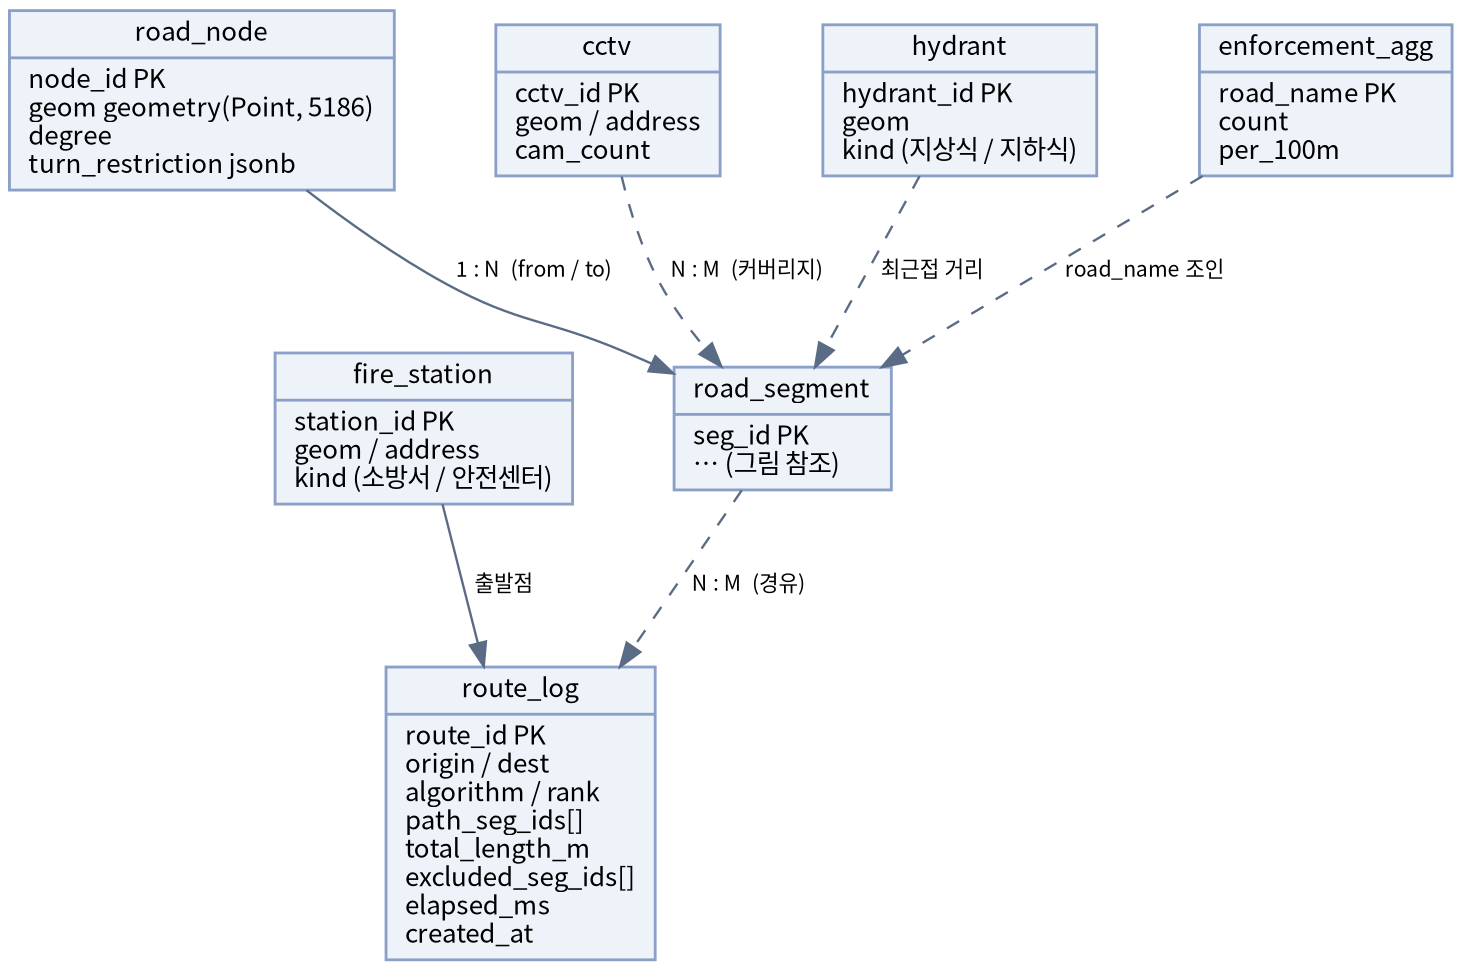 road_node
node_id PK
geom geometry(Point, 5186)
degree
turn_restriction jsonb
cctv
cctv_id PK
geom / address
cam_count
hydrant
hydrant_id PK
geom
kind (지상식 / 지하식)
enforcement_agg
road_name PK
count
per_100m
1 : N (from / to)
N : M (커버리지)
최근접 거리
road_name 조인
fire_station
station_id PK
geom / address
kind (소방서 / 안전센터)
road_segment
seg_id PK
… (그림 참조)
출발점
N : M (경유)
route_log
route_id PK
origin / dest
algorithm / rank
path_seg_ids[]
total_length_m
excluded_seg_ids[]
elapsed_ms
created_at